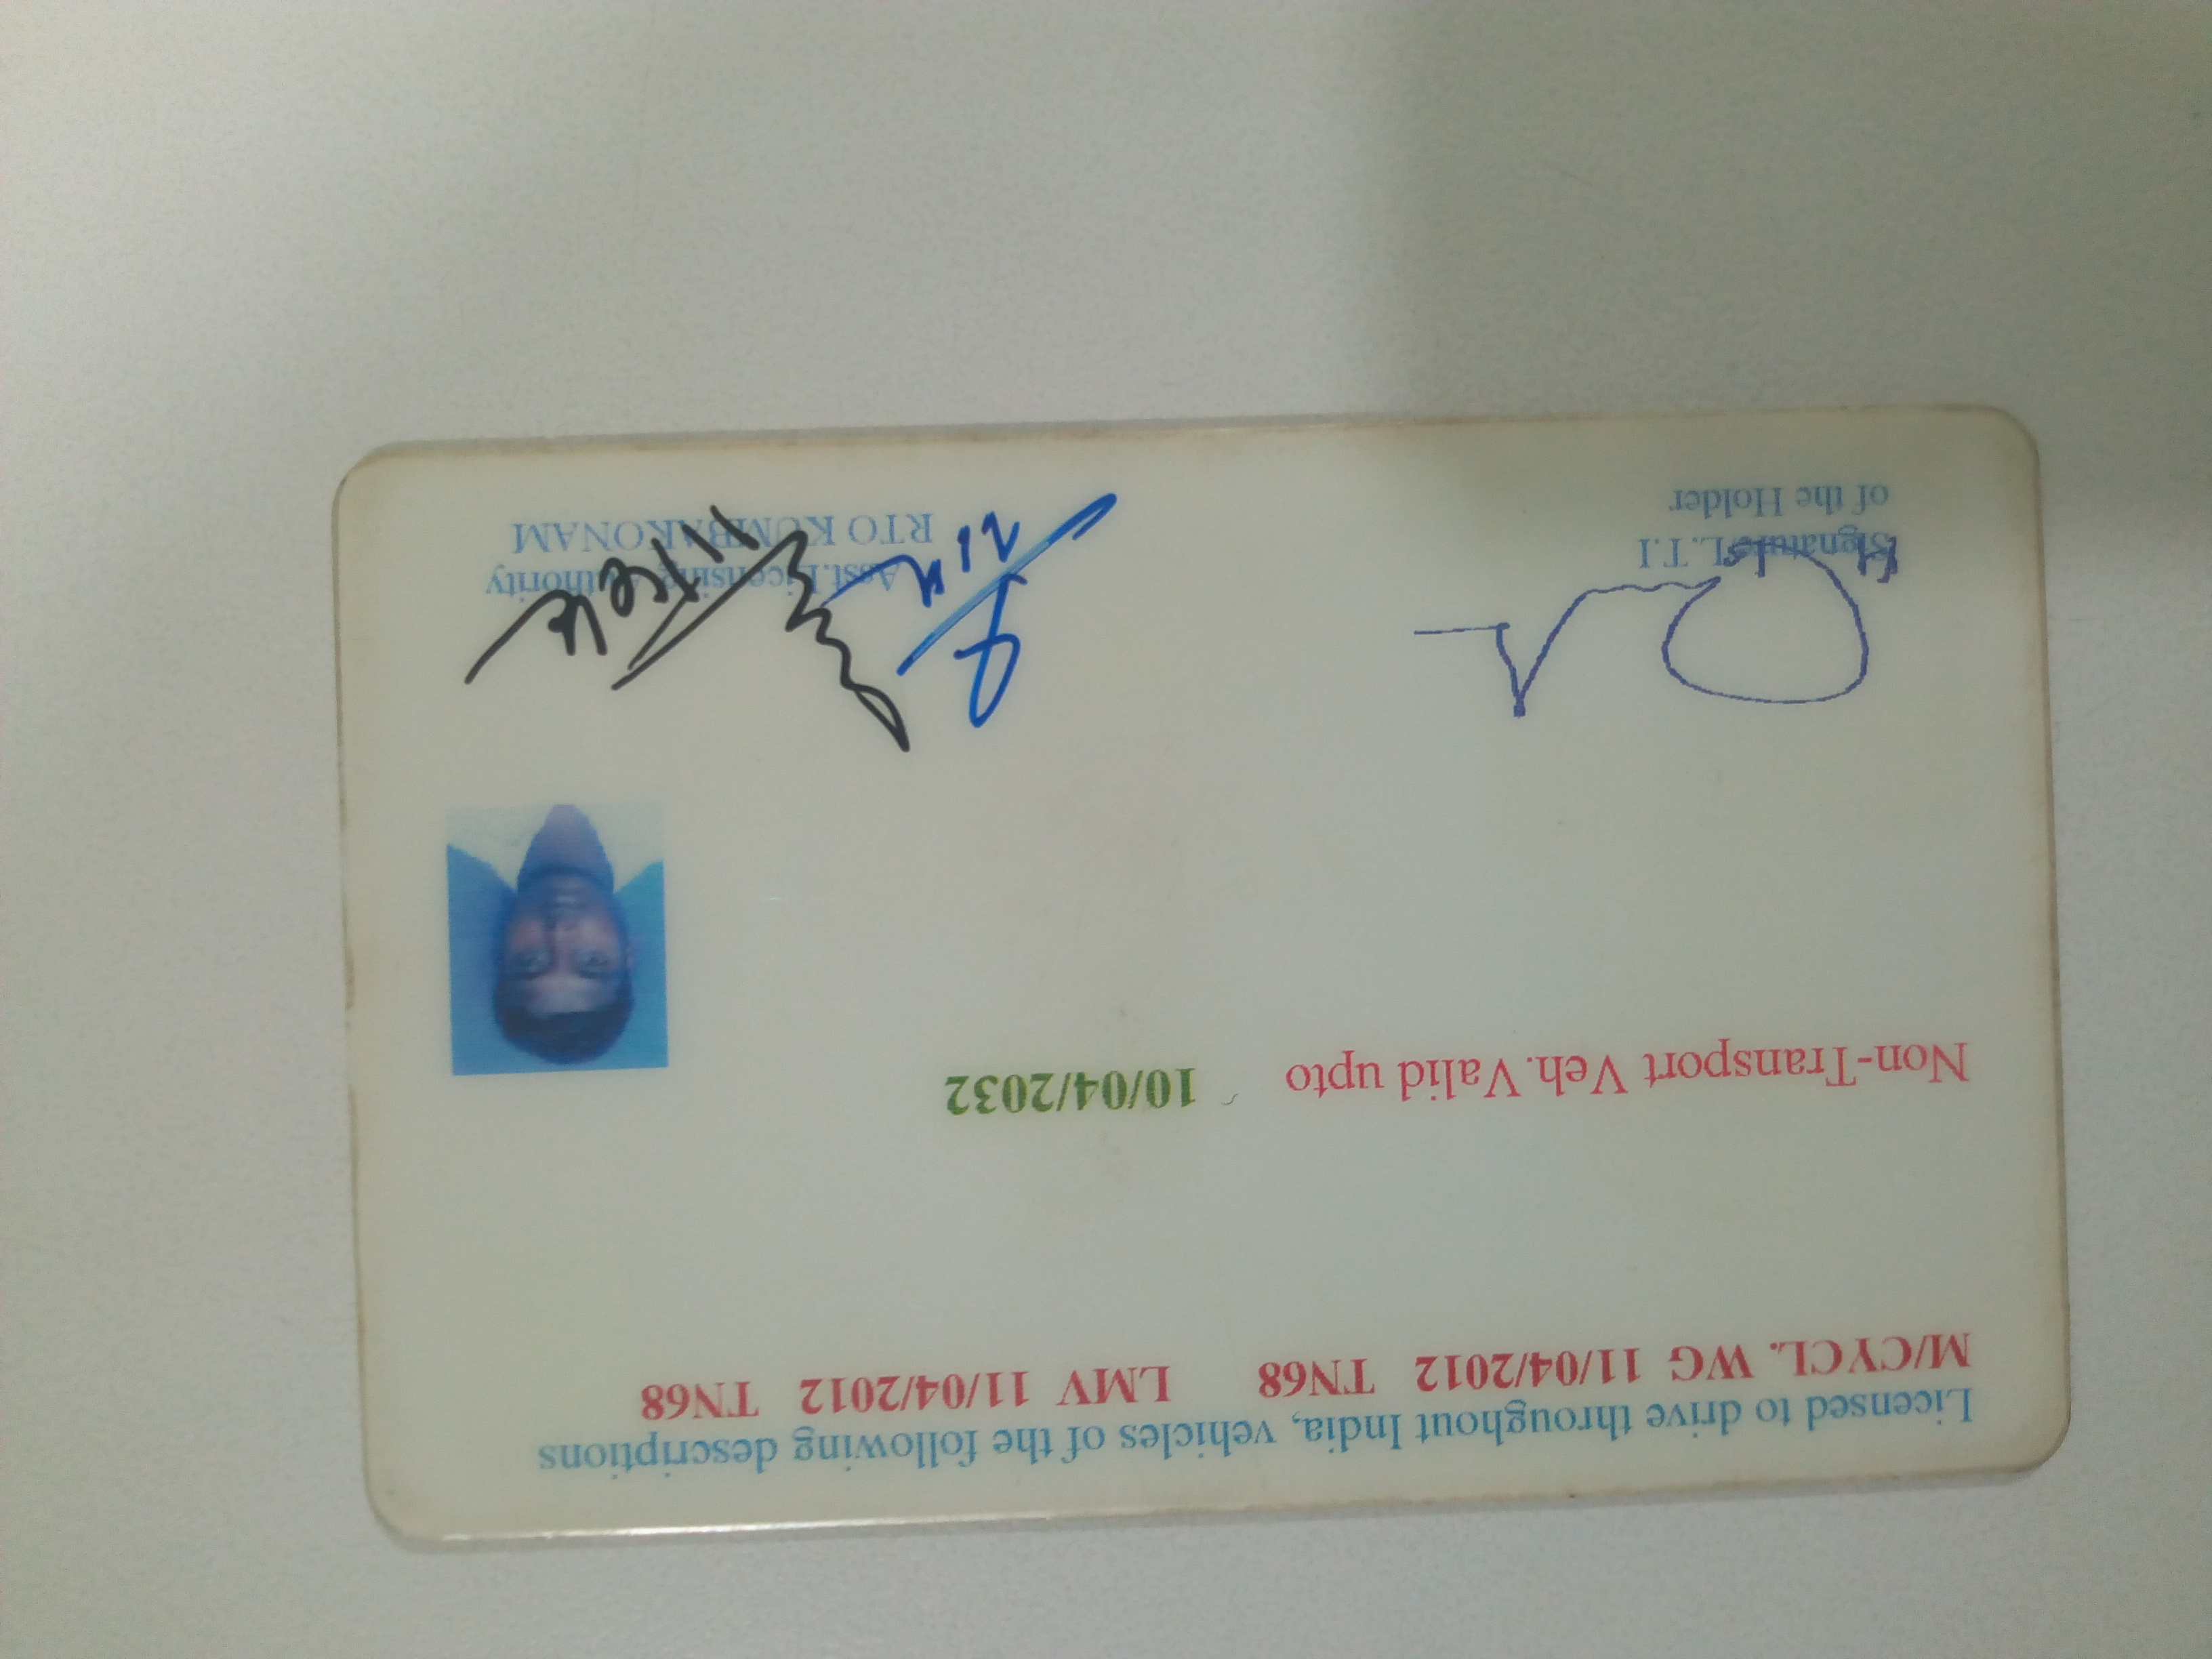 Licensed to drive throughout India, vehicles of the following descriptions
M/CYCL. WG 11/04/2012 TN68 LMV 11/04/2012 TN68
Non-Transport Veh. Valid upto 10/04/2032
Signature/L.T.I
of the Holder
Asst.Licensing Authority
RTO KUMBAKONAM